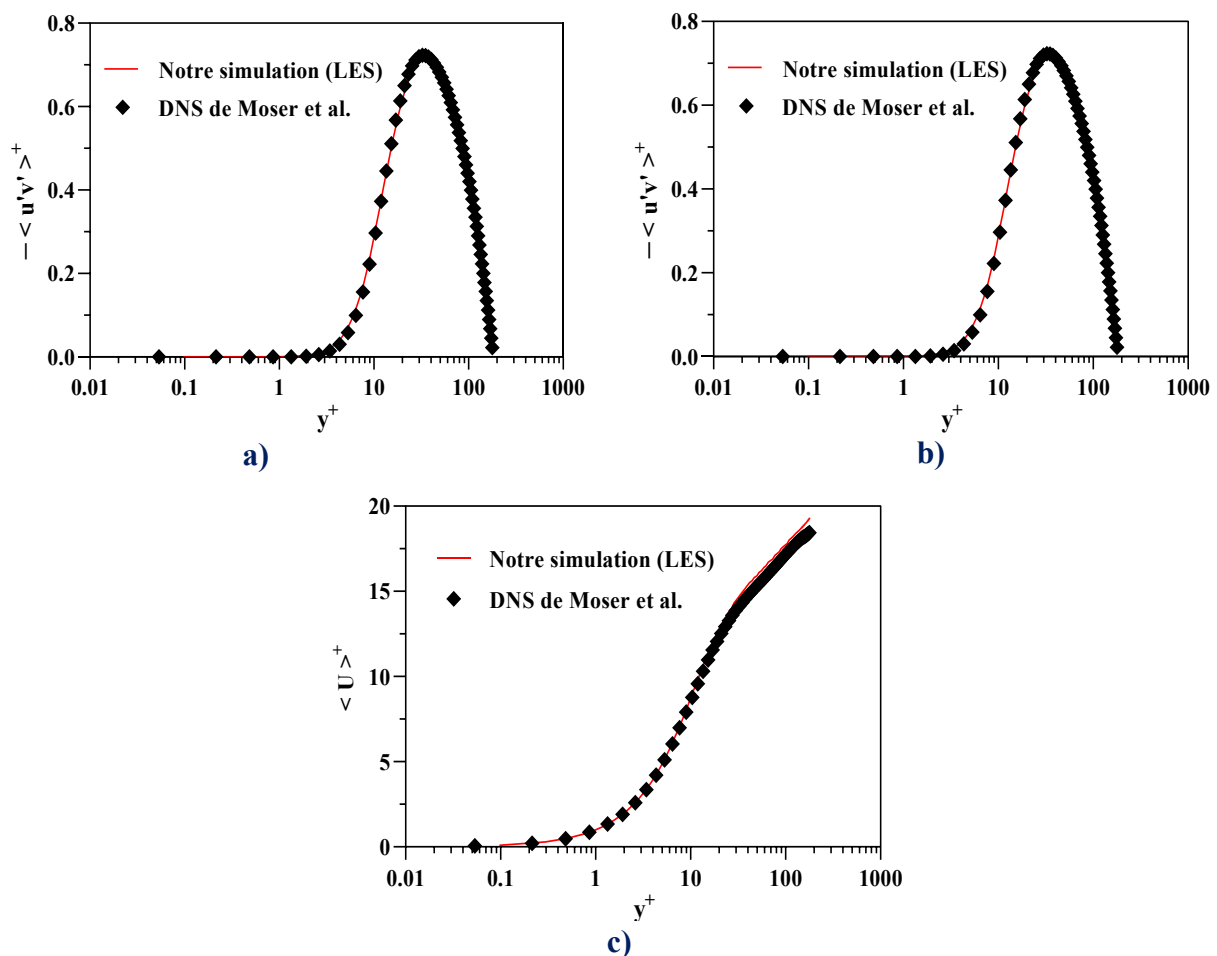 0.8
Notre simulation (LES)
DNS de Moser et al.
0.6
0.4
0.2
0.0
— < u'v' >+
0.01 0.1 1 10 100 1000
y+
a)
0.8
Notre simulation (LES)
DNS de Moser et al.
0.6
0.4
0.2
0.0
— < u'v' >+
0.01 0.1 1 10 100 1000
y+
b)
20
Notre simulation (LES)
DNS de Moser et al.
15
10
5
0
< U >+
0.01 0.1 1 10 100 1000
y+
c)